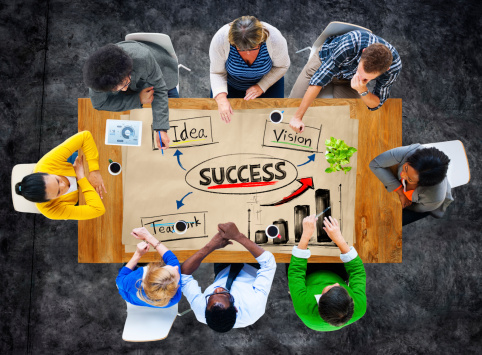 Idea
Vision
SUCCESS
Teamwork